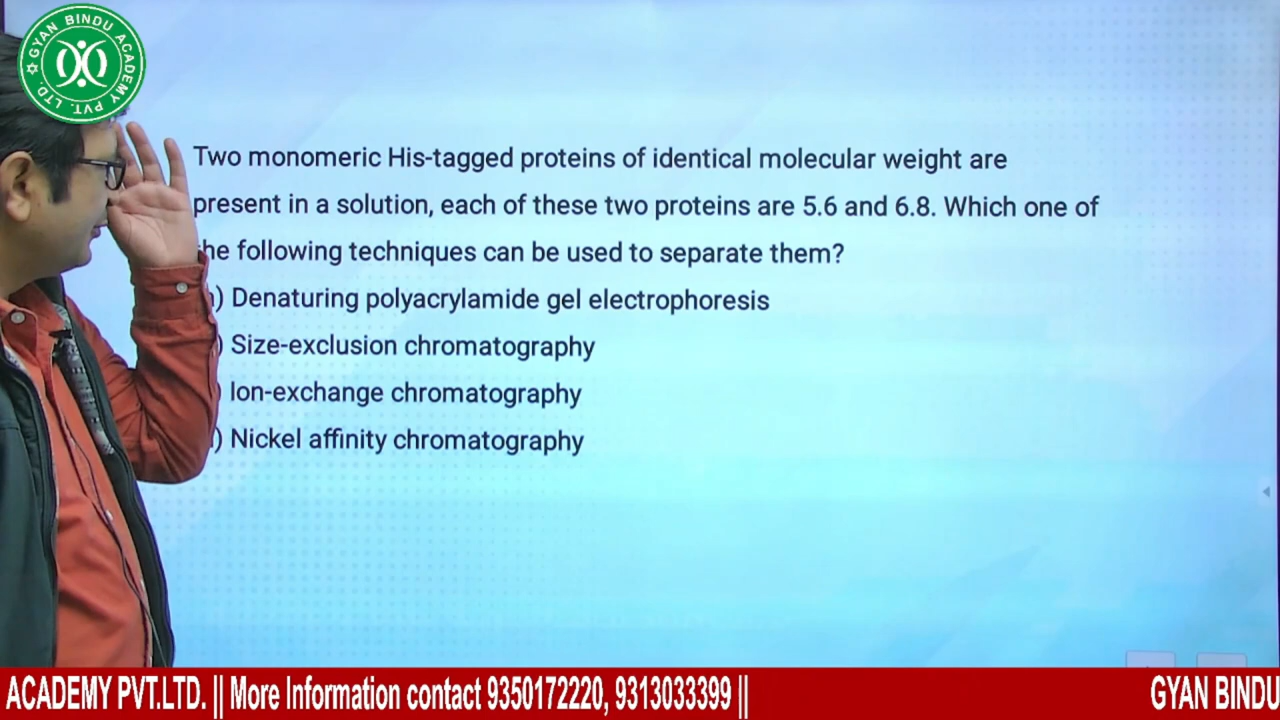 GYAN BINDU ACADEMY PVT. LTD.
Two monomeric His-tagged proteins of identical molecular weight are
present in a solution, each of these two proteins are 5.6 and 6.8. Which one of
the following techniques can be used to separate them?
) Denaturing polyacrylamide gel electrophoresis
) Size-exclusion chromatography
) Ion-exchange chromatography
) Nickel affinity chromatography
ACADEMY PVT.LTD. || More Information contact 9350172220, 9313033399 || GYAN BINDU